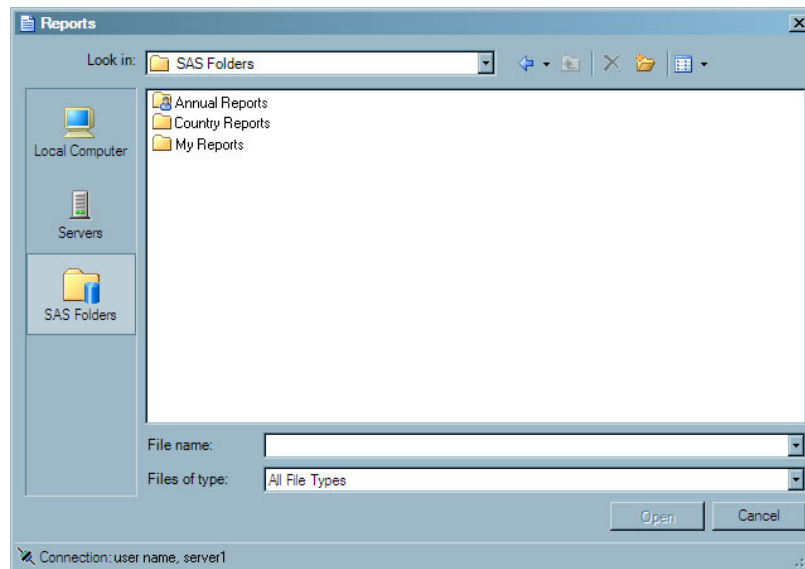 Reports
Look in:
SAS Folders
Local Computer
Servers
SAS Folders
Annual Reports
Country Reports
My Reports
File name:
Files of type:
All File Types
Open
Cancel
Connection: user name, server1